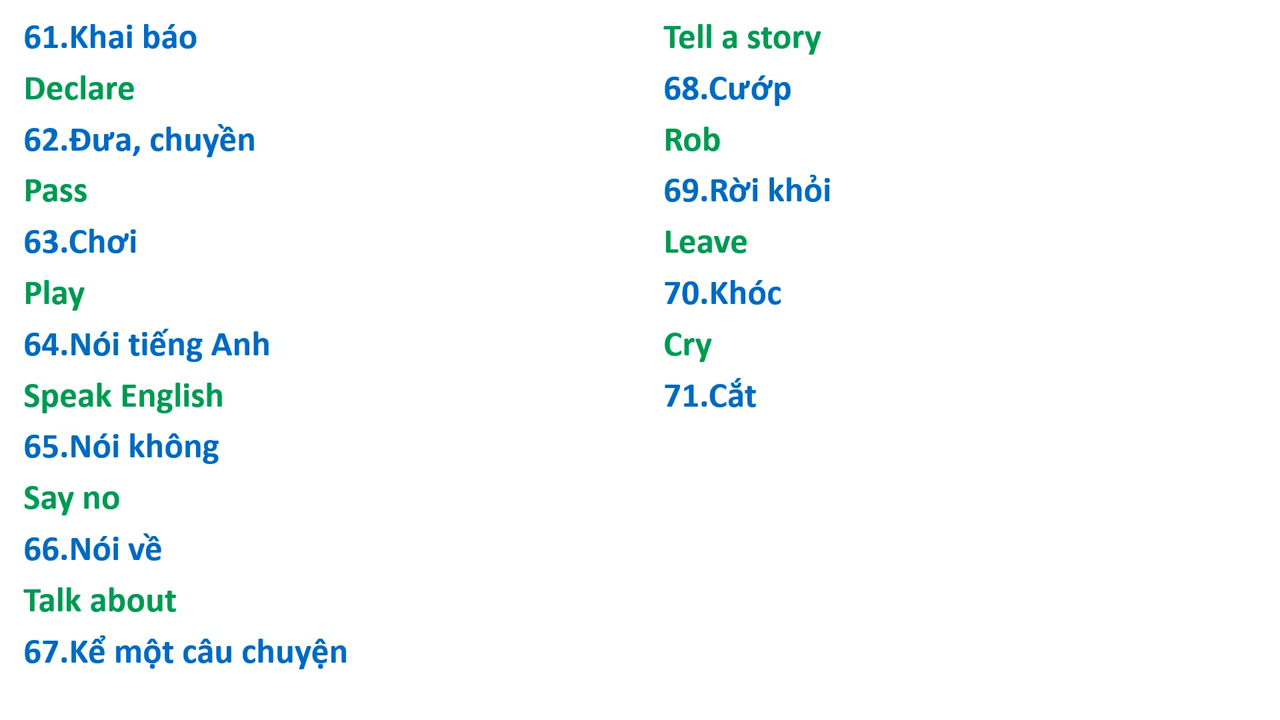 61.Khai báo
Declare
62.Đưa, chuyền
Pass
63.Chơi
Play
64.Nói tiếng Anh
Speak English
65.Nói không
Say no
66.Nói về
Talk about
67.Kể một câu chuyện
Tell a story
68.Cướp
Rob
69.Rời khỏi
Leave
70.Khóc
Cry
71.Cắt